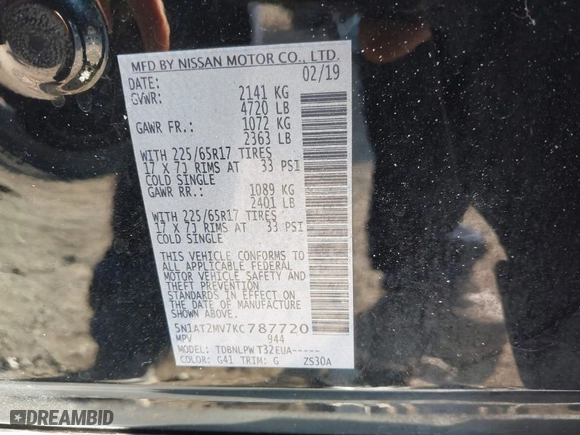 MFD BY NISSAN MOTOR CO., LTD.
DATE: 02/19
GVWR: 2141 KG
4720 LB
GAWR FR.: 1072 KG
2363 LB
WITH 225/65R17 TIRES
17 X 7J RIMS AT 33 PSI
COLD SINGLE
GAWR RR.: 1089 KG
2401 LB
WITH 225/65R17 TIRES
17 X 7J RIMS AT 33 PSI
COLD SINGLE
THIS VEHICLE CONFORMS TO
ALL APPLICABLE FEDERAL
MOTOR VEHICLE SAFETY AND
THEFT PREVENTION
STANDARDS IN EFFECT ON
THE DATE OF MANUFACTURE
SHOWN ABOVE.
5N1AT2MV7KC787720
MPV 944
MODEL: TDBNLPWT32EUA-----
COLOR: G41 TRIM: G ZS30A
DREAMBID